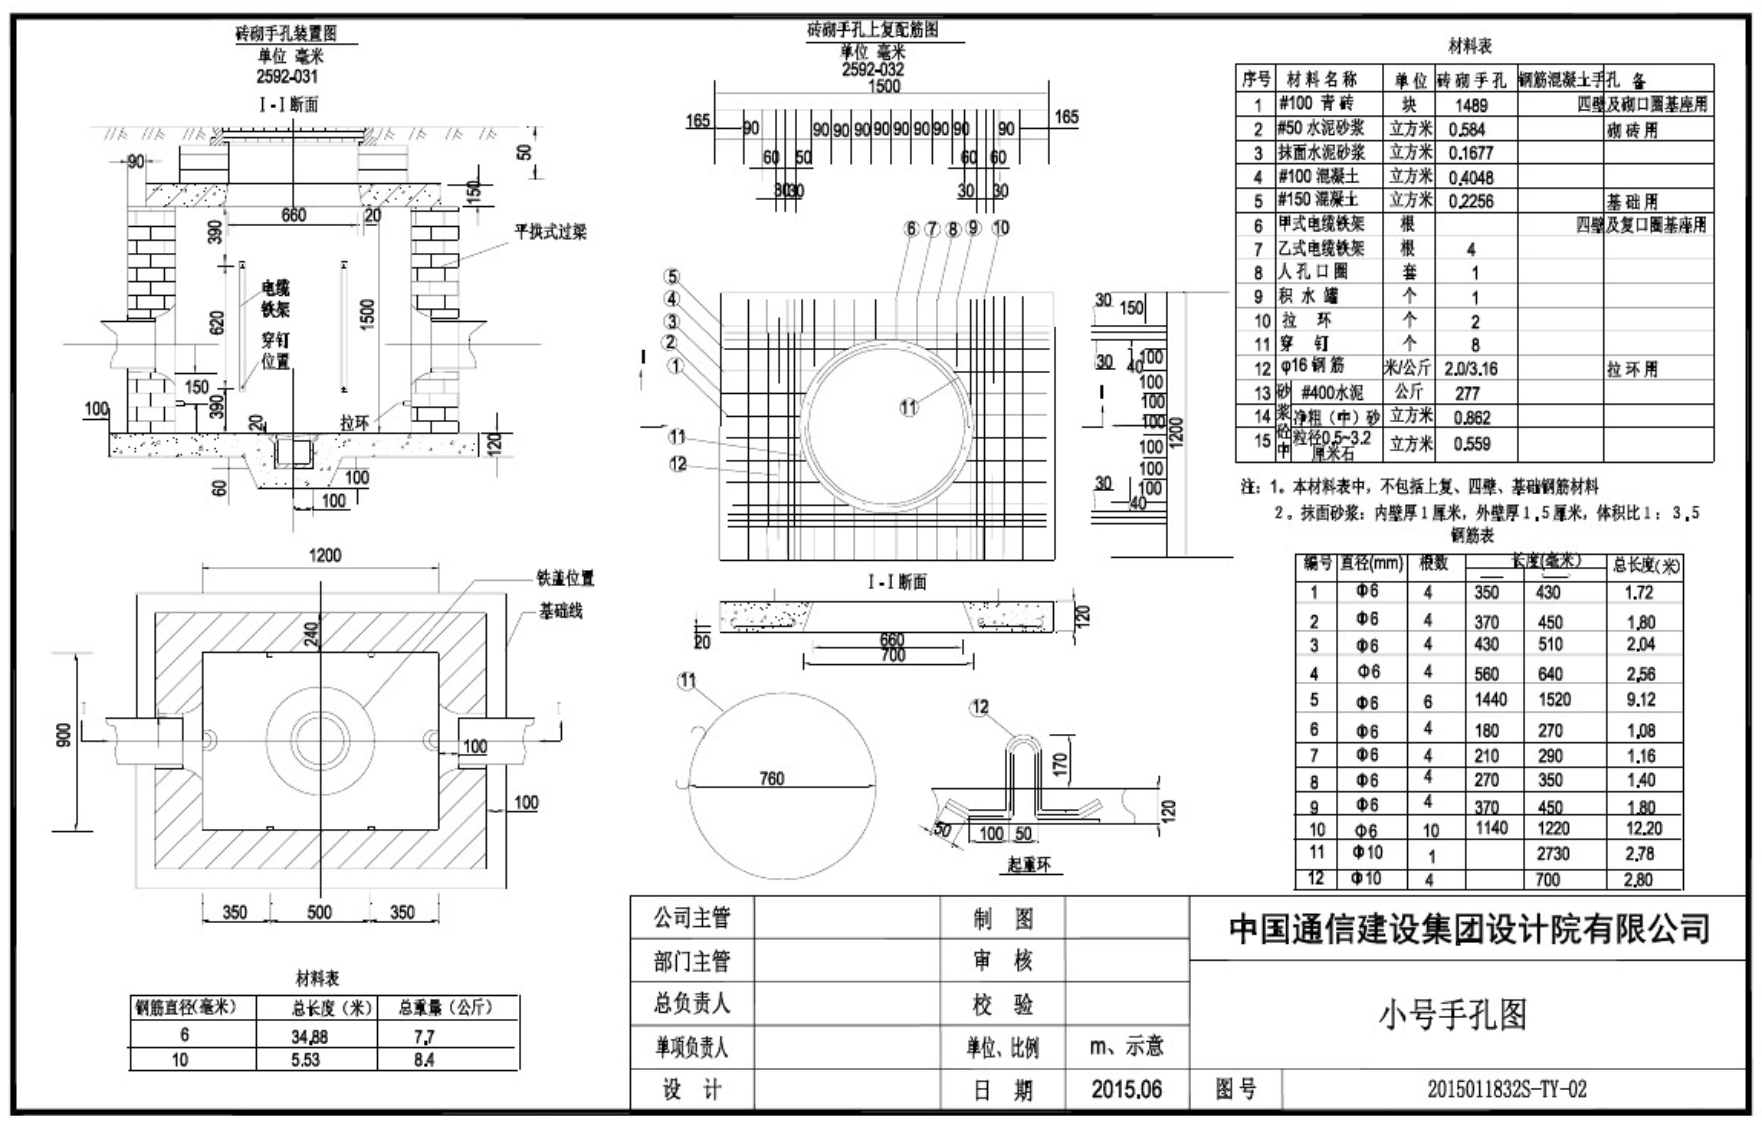 砖砌手孔装置图
单位 毫米
2592-031
I-I断面
90
50
150
660
20
390
平拱式过梁
电缆
铁架
620
1500
穿钉
位置
150
390
100
20
拉环
120
60
100
100
1200
铁盖位置
基础线
240
900
100
100
350 500 350
材料表
钢筋直径(毫米) 总长度(米) 总重量(公斤)
6 34.88 7.7
10 5.53 8.4
砖砌手孔上复配筋图
单位 毫米
2592-032
1500
165 90 90 90 90 90 90 90 90 90 90 165
60 50 60 60
30 30 30 30
⑥ ⑦ ⑧ ⑨ ⑩
⑤
④
③
②
①
⑪
⑪
⑫
I I
30 150
30 40 100
100
100
100
100
100
30 100
40
1200
I-I断面
20
120
660
700
⑪
760
⑫
170
120
50 100 50
起重环
材料表
序号 材料名称 单位 砖砌手孔 钢筋混凝土手孔 备
1 #100 青砖 块 1489 四壁及砌口圈基座用
2 #50水泥砂浆 立方米 0.584 砌砖用
3 抹面水泥砂浆 立方米 0.1677
4 #100 混凝土 立方米 0.4048
5 #150 混凝土 立方米 0.2256 基础用
6 甲式电缆铁架 根 四壁及复口圈基座用
7 乙式电缆铁架 根 4
8 人孔口圈 套 1
9 积水罐 个 1
10 拉环 个 2
11 穿钉 个 8
12 φ16钢筋 米/公斤 2.0/3.16 拉环用
13 砂 #400水泥 公斤 277
14 浆 净粗(中)砂 立方米 0.862
15 砼中 粒径0.5~3.2厘米石 立方米 0.559
注: 1。本材料表中，不包括上复、四壁、基础钢筋材料
2。抹面砂浆: 内壁厚1厘米，外壁厚1.5厘米，体积比1: 3.5
钢筋表
编号 直径(mm) 根数 长度(毫米) 总长度(米)
1 Φ6 4 350 430 1.72
2 Φ6 4 370 450 1.80
3 Φ6 4 430 510 2.04
4 Φ6 4 560 640 2.56
5 Φ6 6 1440 1520 9.12
6 Φ6 4 180 270 1.08
7 Φ6 4 210 290 1.16
8 Φ6 4 270 350 1.40
9 Φ6 4 370 450 1.80
10 Φ6 10 1140 1220 12.20
11 Φ10 1 2730 2.78
12 Φ10 4 700 2.80
公司主管 制图 中国通信建设集团设计院有限公司
部门主管 审核
总负责人 校验 小号手孔图
单项负责人 单位、比例 m、示意
设计 日期 2015.06 图号 2015011832S-TY-02